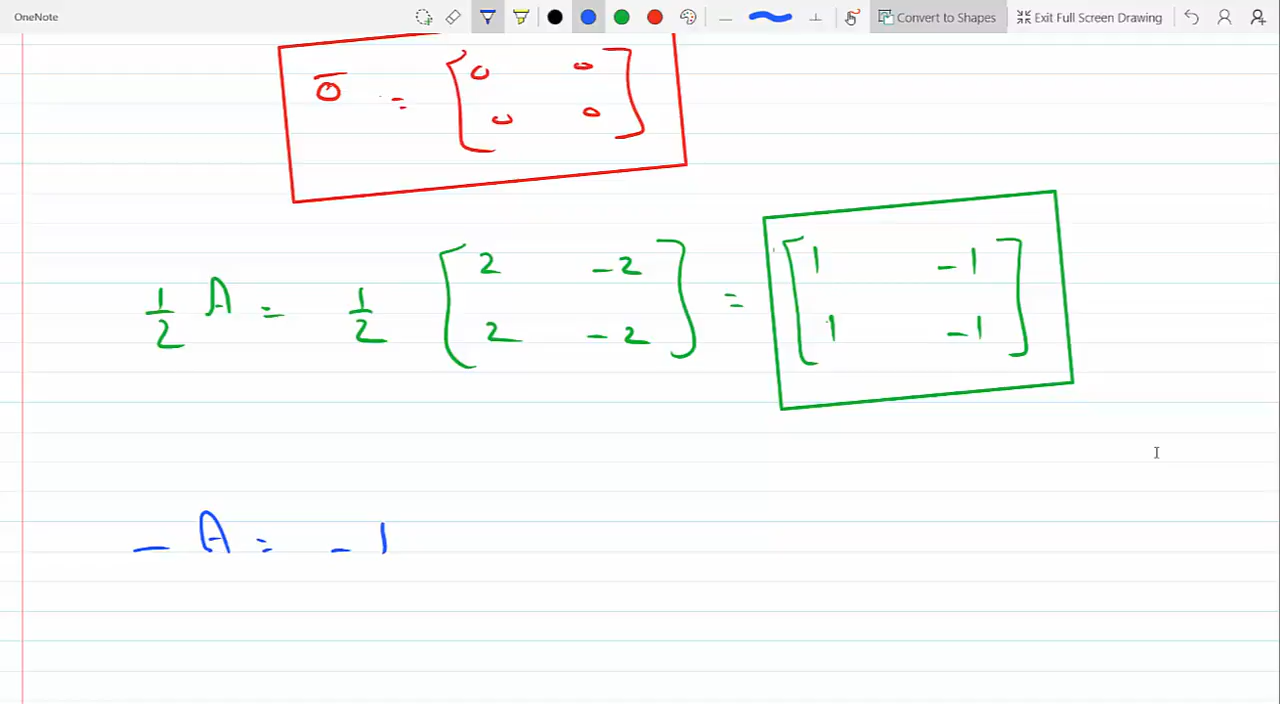 OneNote
Convert to Shapes
Exit Full Screen Drawing
0̅ = [ 0 0
0 0 ]
1/2 A = 1/2 [ 2 -2
2 -2 ] = [ 1 -1
1 -1 ]
- A = - 1